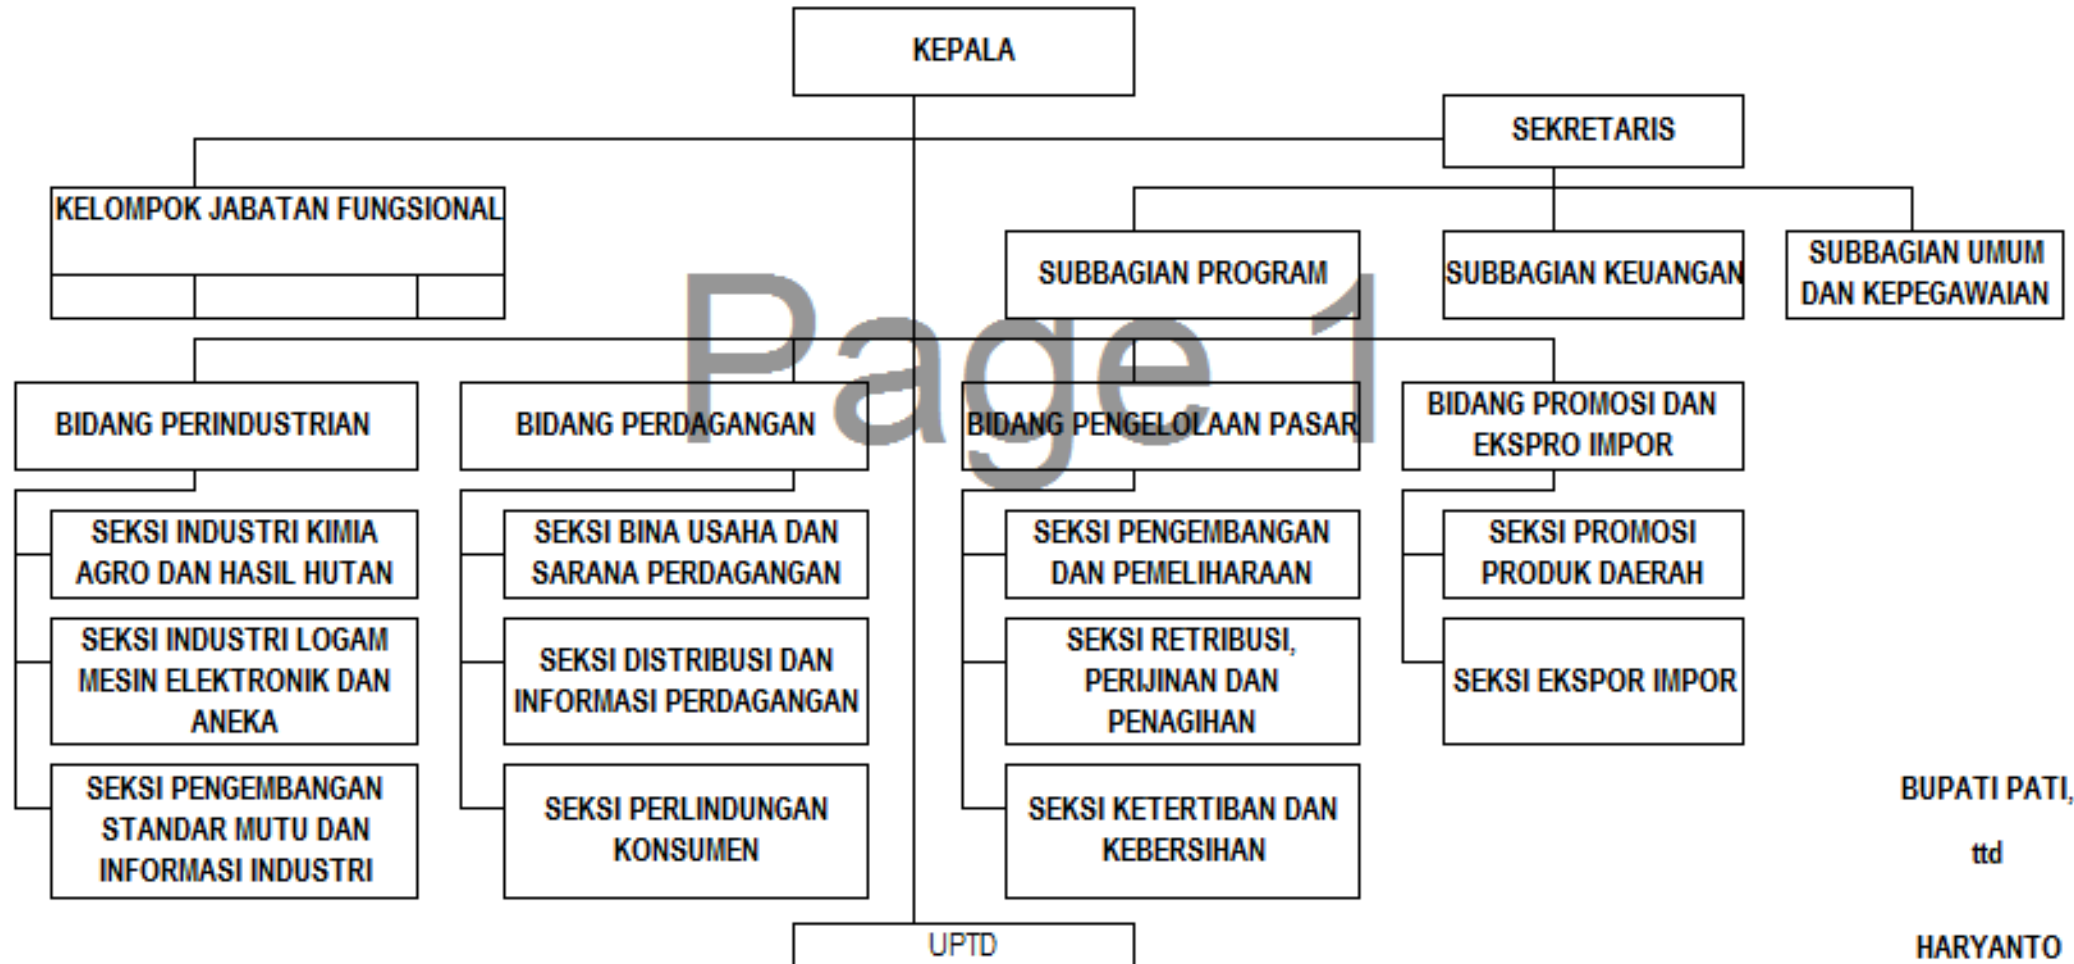 KEPALA
SEKRETARIS
KELOMPOK JABATAN FUNGSIONAL
SUBBAGIAN PROGRAM
SUBBAGIAN KEUANGAN
SUBBAGIAN UMUM
DAN KEPEGAWAIAN
Page 1
BIDANG PERINDUSTRIAN
BIDANG PERDAGANGAN
BIDANG PENGELOLAAN PASAR
BIDANG PROMOSI DAN
EKSPRO IMPOR
SEKSI INDUSTRI KIMIA
AGRO DAN HASIL HUTAN
SEKSI INDUSTRI LOGAM
MESIN ELEKTRONIK DAN
ANEKA
SEKSI PENGEMBANGAN
STANDAR MUTU DAN
INFORMASI INDUSTRI
SEKSI BINA USAHA DAN
SARANA PERDAGANGAN
SEKSI DISTRIBUSI DAN
INFORMASI PERDAGANGAN
SEKSI PERLINDUNGAN
KONSUMEN
SEKSI PENGEMBANGAN
DAN PEMELIHARAAN
SEKSI RETRIBUSI,
PERIJINAN DAN
PENAGIHAN
SEKSI KETERTIBAN DAN
KEBERSIHAN
SEKSI PROMOSI
PRODUK DAERAH
SEKSI EKSPOR IMPOR
UPTD
BUPATI PATI,
ttd
HARYANTO